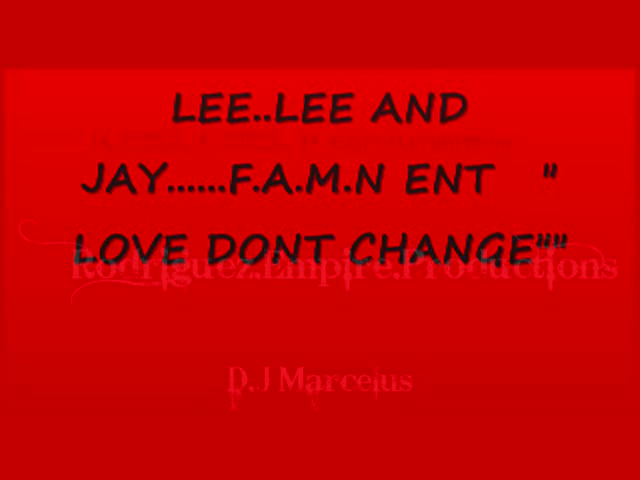 LEE..LEE AND
JAY......F.A.M.N ENT "
LOVE DONT CHANGE""
Rodriguez.Empire.Productions
D.J Marcelus